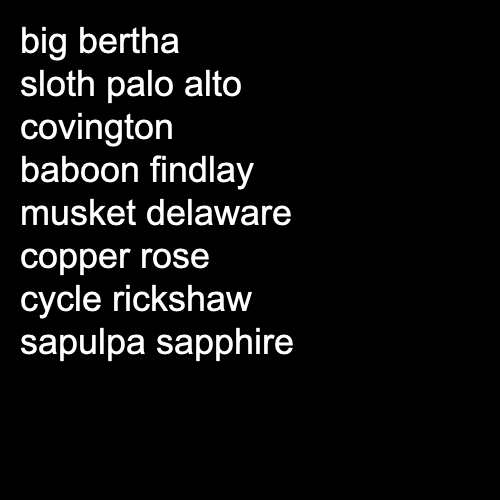 big bertha
sloth palo alto
covington
baboon findlay
musket delaware
copper rose
cycle rickshaw
sapulpa sapphire